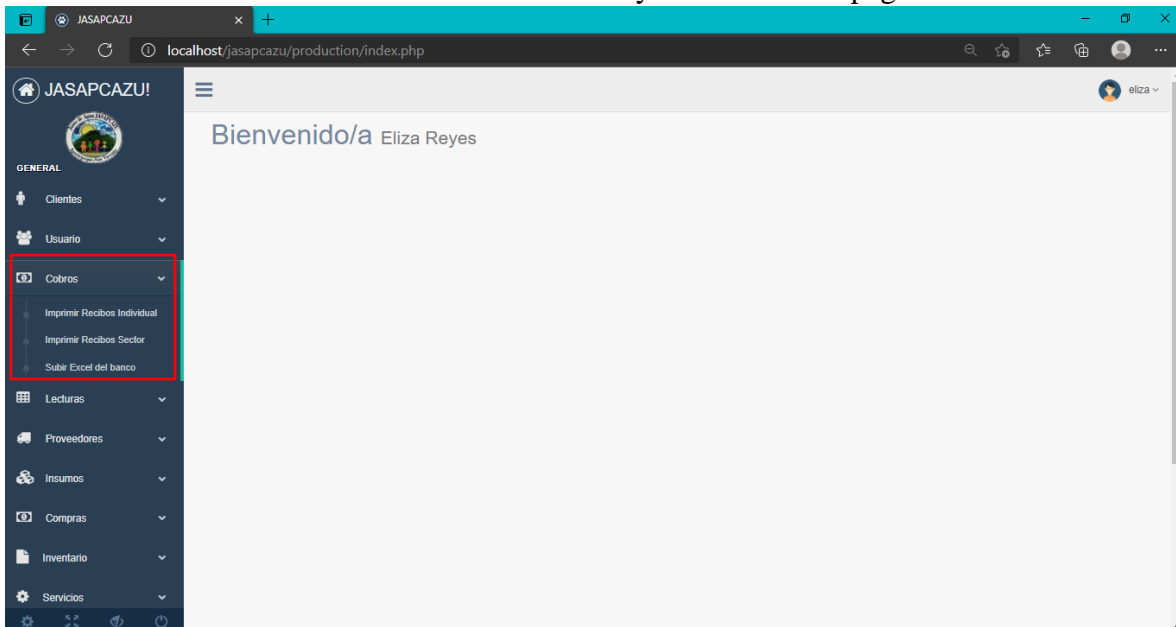 JASAPCAZU
localhost/jasapcazu/production/index.php
JASAPCAZU!
eliza
Bienvenido/a Eliza Reyes
GENERAL
Clientes
Usuario
Cobros
Imprimir Recibos Individual
Imprimir Recibos Sector
Subir Excel del banco
Lecturas
Proveedores
Insumos
Compras
Inventario
Servicios